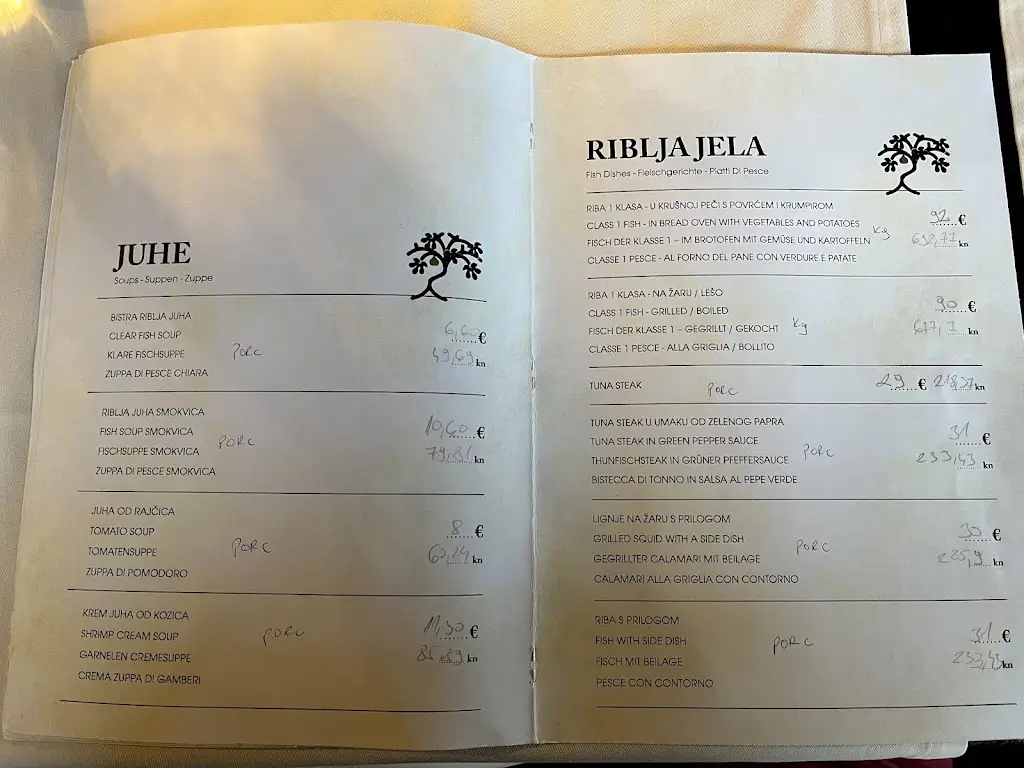 JUHE
Soups - Suppen - Zuppe
BISTRA RIBLJA JUHA
CLEAR FISH SOUP 6,60 €
KLARE FISCHSUPPE PORC 49,69 kn
ZUPPA DI PESCE CHIARA
RIBLJA JUHA SMOKVICA
FISH SOUP SMOKVICA 10,60 €
FISCHSUPPE SMOKVICA PORC 79,81 kn
ZUPPA DI PESCE SMOKVICA
JUHA OD RAJČICA
TOMATO SOUP 8 €
TOMATENSUPPE PORC kn
ZUPPA DI POMODORO
KREM JUHA OD KOZICA
SHRIMP CREAM SOUP PORC 11,30 €
GARNELEN CREMESUPPE kn
CREMA ZUPPA DI GAMBERI
RIBLJA JELA
Fish Dishes - Fielschgerichte - Piatti Di Pesce
RIBA 1 KLASA - U KRUŠNOJ PEČI S POVRĆEM I KRUMPIROM
CLASS 1 FISH - IN BREAD OVEN WITH VEGETABLES AND POTATOES 92 €
FISCH DER KLASSE 1 – IM BROTOFEN MIT GEMÜSE UND KARTOFFELN Kg kn
CLASSE 1 PESCE - AL FORNO DEL PANE CON VERDURE E PATATE
RIBA 1 KLASA - NA ŽARU / LEŠO
CLASS 1 FISH - GRILLED / BOILED 90 €
FISCH DER KLASSE 1 – GEGRILLT / GEKOCHT Kg kn
CLASSE 1 PESCE - ALLA GRIGLIA / BOLLITO
TUNA STEAK PORC 29 € kn
TUNA STEAK U UMAKU OD ZELENOG PAPRA
TUNA STEAK IN GREEN PEPPER SAUCE 31 €
THUNFISCHSTEAK IN GRÜNER PFEFFERSAUCE PORC 233,43 kn
BISTECCA DI TONNO IN SALSA AL PEPE VERDE
LIGNJE NA ŽARU S PRILOGOM
GRILLED SQUID WITH A SIDE DISH 30 €
GEGRILLTER CALAMARI MIT BEILAGE PORC kn
CALAMARI ALLA GRIGLIA CON CONTORNO
RIBA S PRILOGOM
FISH WITH SIDE DISH PORC 31 €
FISCH MIT BEILAGE kn
PESCE CON CONTORNO